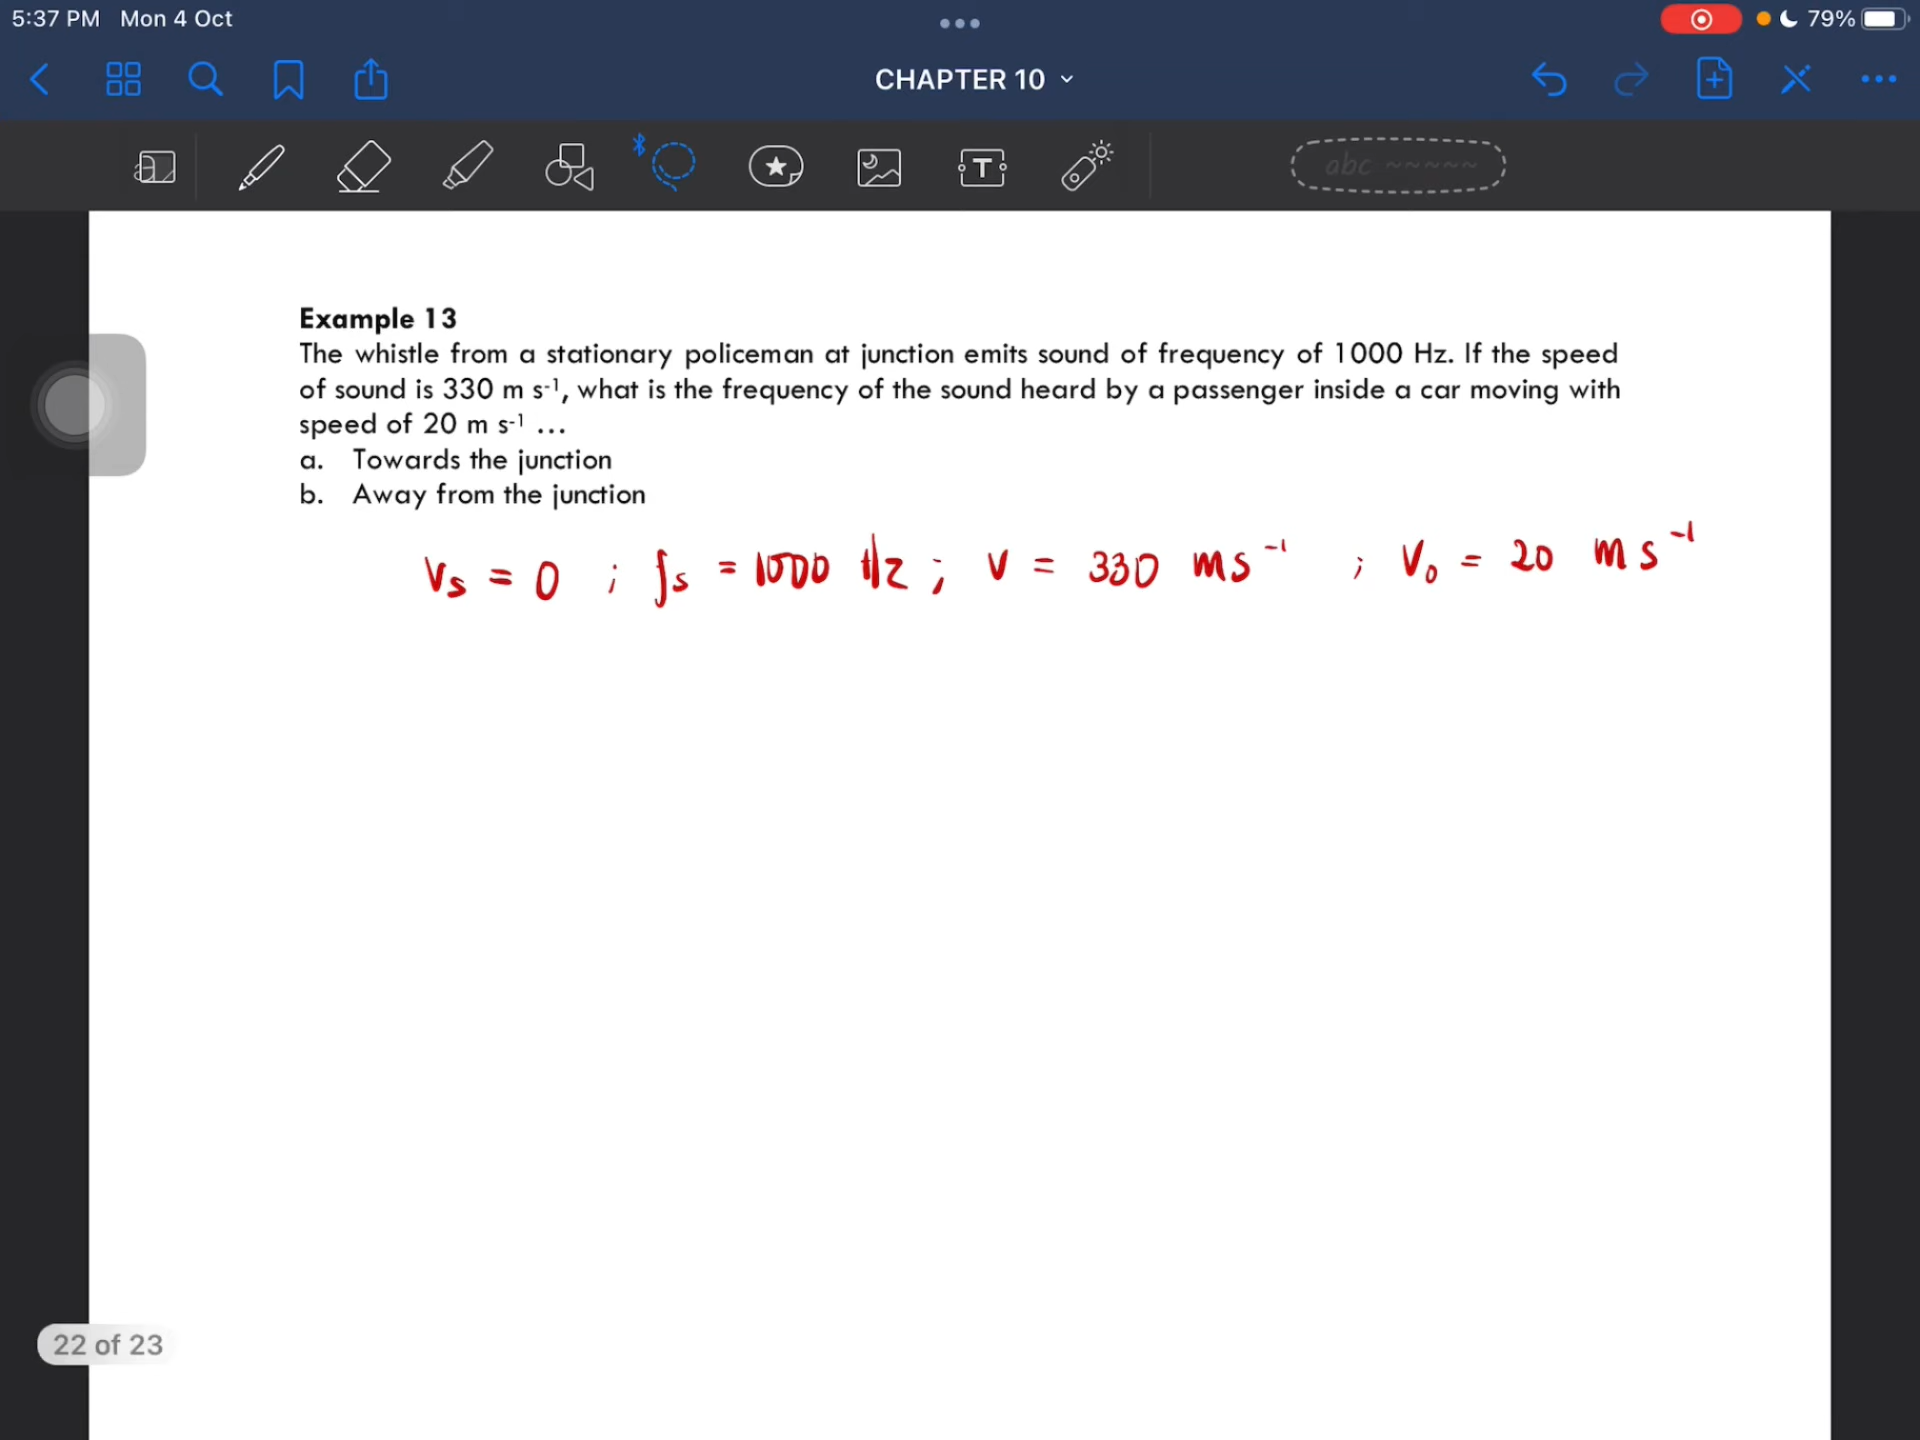 5:37 PM Mon 4 Oct
79%
CHAPTER 10
T
abc
Example 13
The whistle from a stationary policeman at junction emits sound of frequency of 1000 Hz. If the speed
of sound is 330 m s⁻¹, what is the frequency of the sound heard by a passenger inside a car moving with
speed of 20 m s⁻¹ ...
a. Towards the junction
b. Away from the junction
Vₛ = 0 ; fₛ = 1000 Hz ; V = 330 ms⁻¹ ; V₀ = 20 ms⁻¹
22 of 23